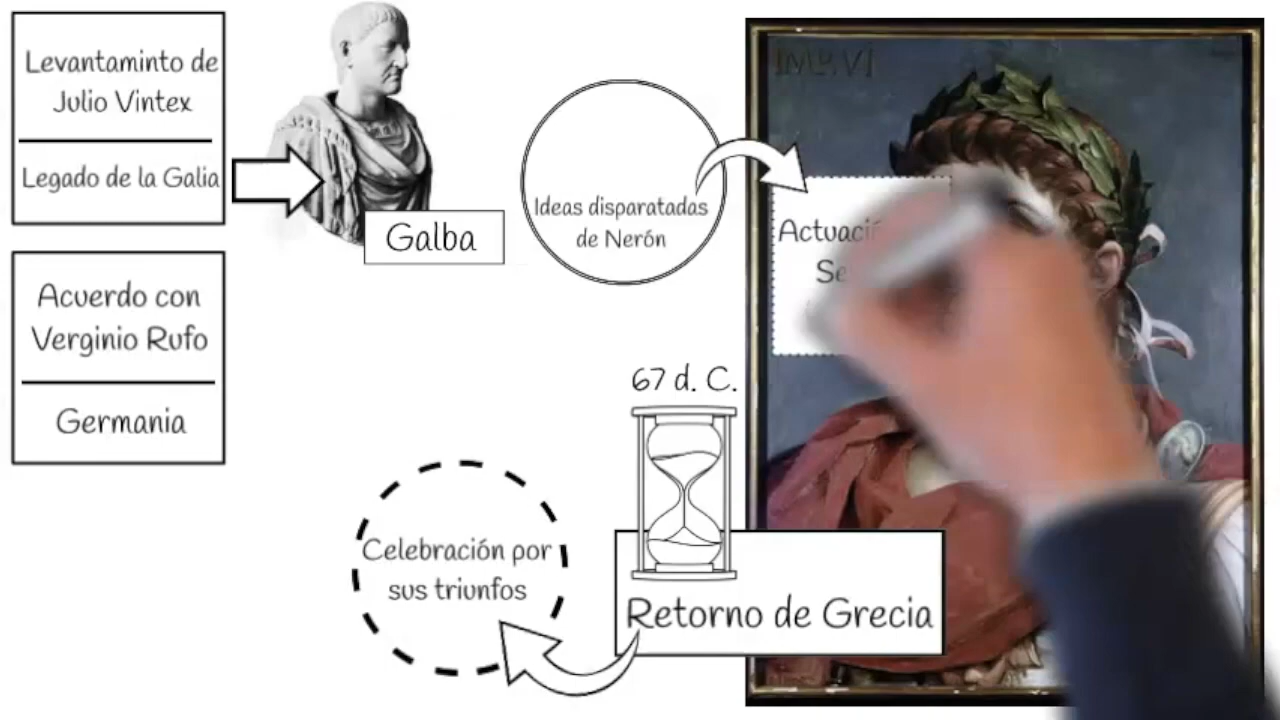 Levantaminto de
Julio Vintex
Legado de la Galia
Galba
Ideas disparatadas
de Nerón
Acuerdo con
Verginio Rufo
Germania
67 d. C.
Celebración por
sus triunfos
Retorno de Grecia